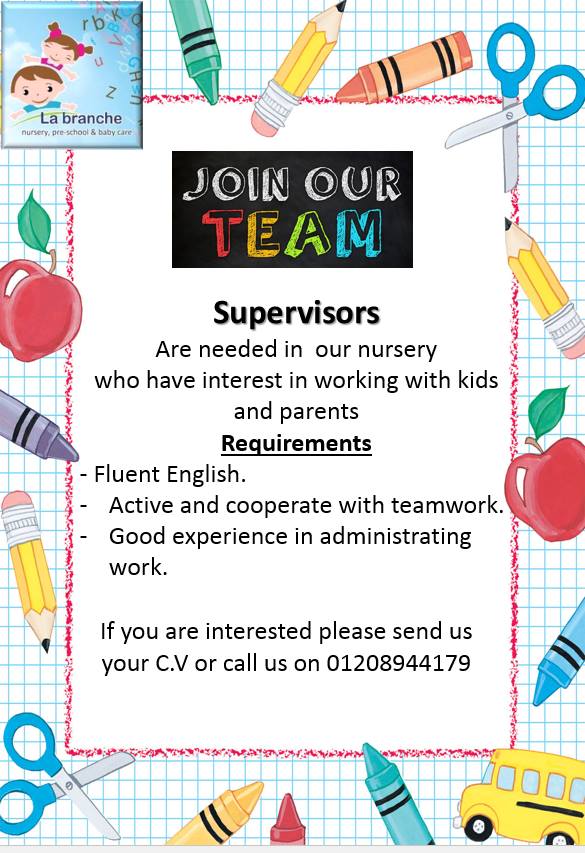 La branche
nursery, pre-school & baby care
JOIN OUR
TEAM
Supervisors
Are needed in our nursery
who have interest in working with kids
and parents
Requirements
- Fluent English.
- Active and cooperate with teamwork.
- Good experience in administrating
work.
If you are interested please send us
your C.V or call us on 01208944179